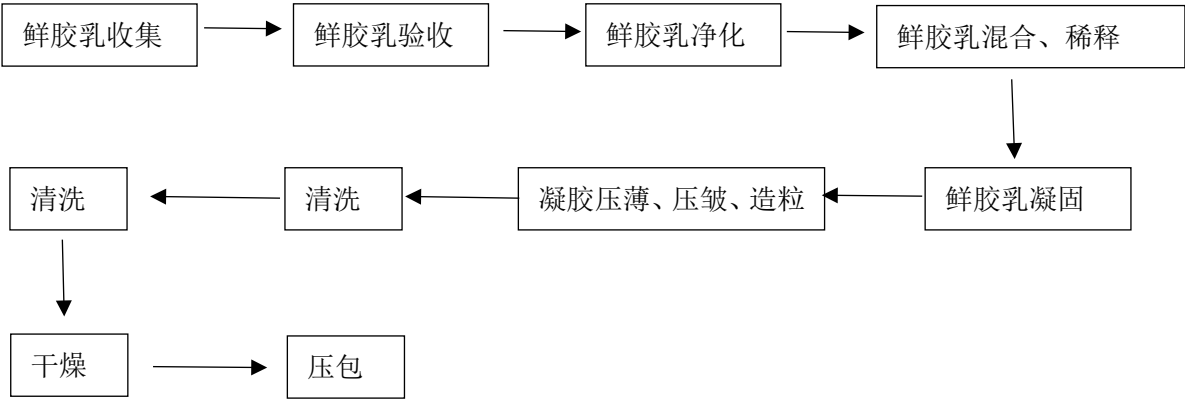 鲜胶乳收集
鲜胶乳验收
鲜胶乳净化
鲜胶乳混合、稀释
鲜胶乳凝固
凝胶压薄、压皱、造粒
清洗
清洗
干燥
压包